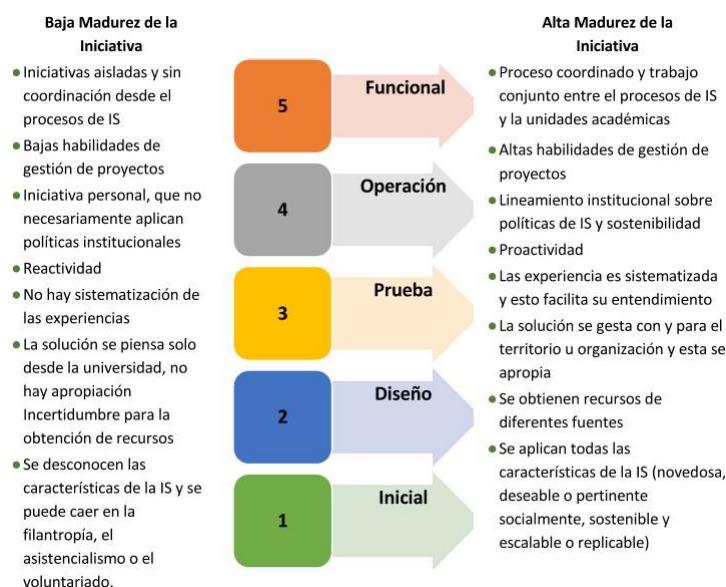 Baja Madurez de la
Iniciativa
Iniciativas aisladas y sin
coordinación desde el
procesos de IS
Bajas habilidades de
gestión de proyectos
Iniciativa personal, que no
necesariamente aplican
políticas institucionales
Reactividad
No hay sistematización de
las experiencias
La solución se piensa solo
desde la universidad, no
hay apropiación
Incertidumbre para la
obtención de recursos
Se desconocen las
características de la IS y se
puede caer en la
filantropía, el
asistencialismo o el
voluntariado.
5
Funcional
4
Operación
3
Prueba
2
Diseño
1
Inicial
Alta Madurez de la
Iniciativa
Proceso coordinado y trabajo
conjunto entre el procesos de IS
y la unidades académicas
Altas habilidades de gestión de
proyectos
Lineamiento institucional sobre
políticas de IS y sostenibilidad
Proactividad
Las experiencia es sistematizada
y esto facilita su entendimiento
La solución se gesta con y para el
territorio u organización y esta se
apropia
Se obtienen recursos de
diferentes fuentes
Se aplican todas las
características de la IS (novedosa,
deseable o pertinente
socialmente, sostenible y
escalable o replicable)